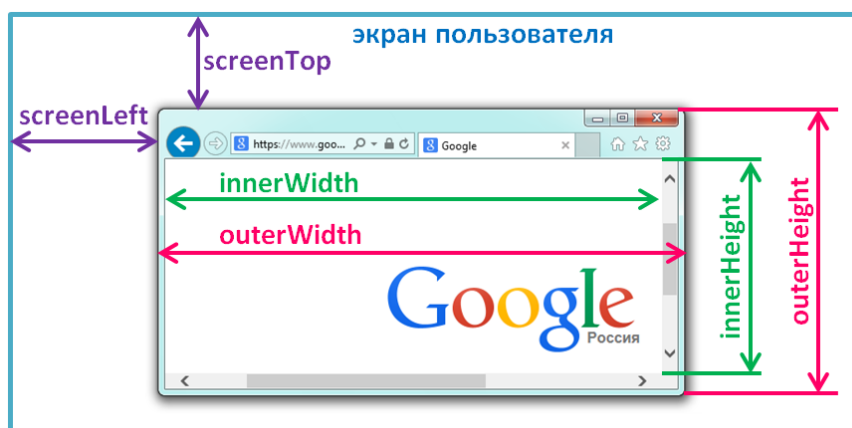 экран пользователя
screenTop
screenLeft
https://www.goo...
Google
innerWidth
outerWidth
Google
Россия
innerHeight
outerHeight